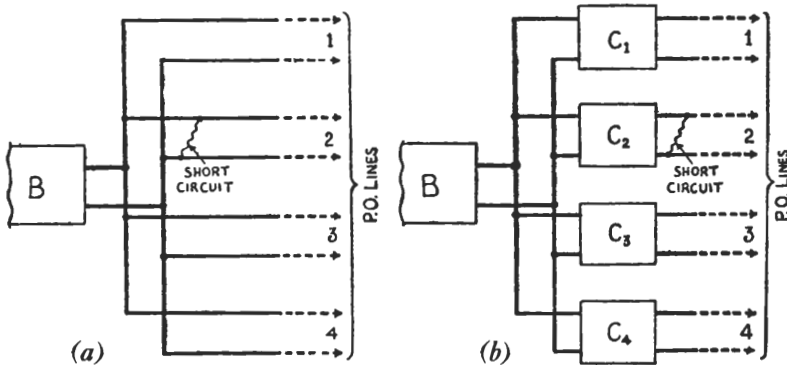 1
2
B
SHORT
CIRCUIT
3
4
P.O. LINES
(a)
C₁
1
C₂
2
B
SHORT
CIRCUIT
C₃
3
C₄
4
P.O. LINES
(b)